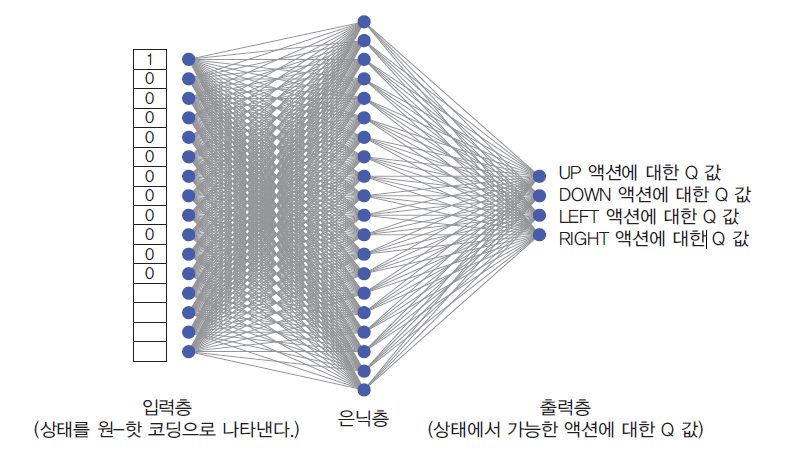 1
0
0
0
0
0
0
0
0
0
0
0
UP 액션에 대한 Q 값
DOWN 액션에 대한 Q 값
LEFT 액션에 대한 Q 값
RIGHT 액션에 대한 Q 값
입력층
(상태를 원-핫 코딩으로 나타낸다.)
은닉층
출력층
(상태에서 가능한 액션에 대한 Q 값)